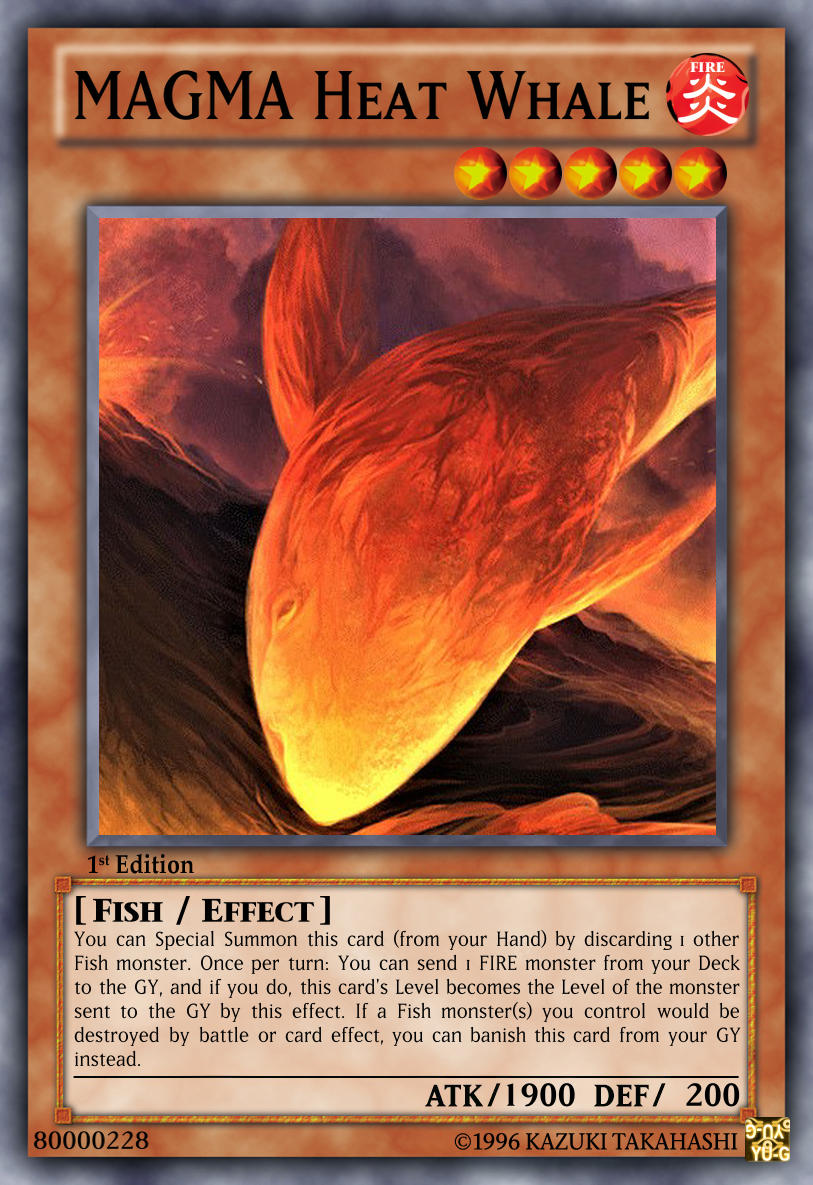 MAGMA Heat Whale
FIRE
炎
1st Edition
[ Fish / Effect ]
You can Special Summon this card (from your Hand) by discarding 1 other
Fish monster. Once per turn: You can send 1 FIRE monster from your Deck
to the GY, and if you do, this card's Level becomes the Level of the monster
sent to the GY by this effect. If a Fish monster(s) you control would be
destroyed by battle or card effect, you can banish this card from your GY
instead.
ATK/1900 DEF/ 200
80000228
©1996 KAZUKI TAKAHASHI